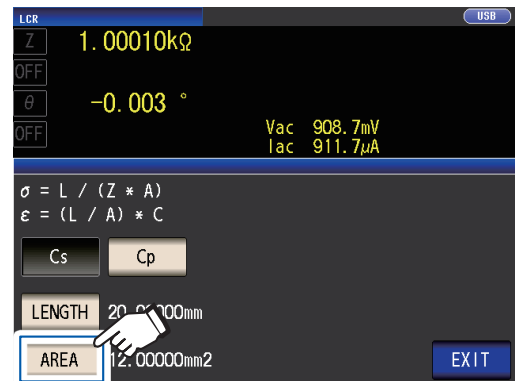 LCR USB
Z 1.00010kΩ
OFF
θ -0.003 °
OFF Vac 908.7mV
Iac 911.7μA
σ = L / (Z * A)
ε = (L / A) * C
Cs Cp
LENGTH
AREA 12.00000mm2 EXIT